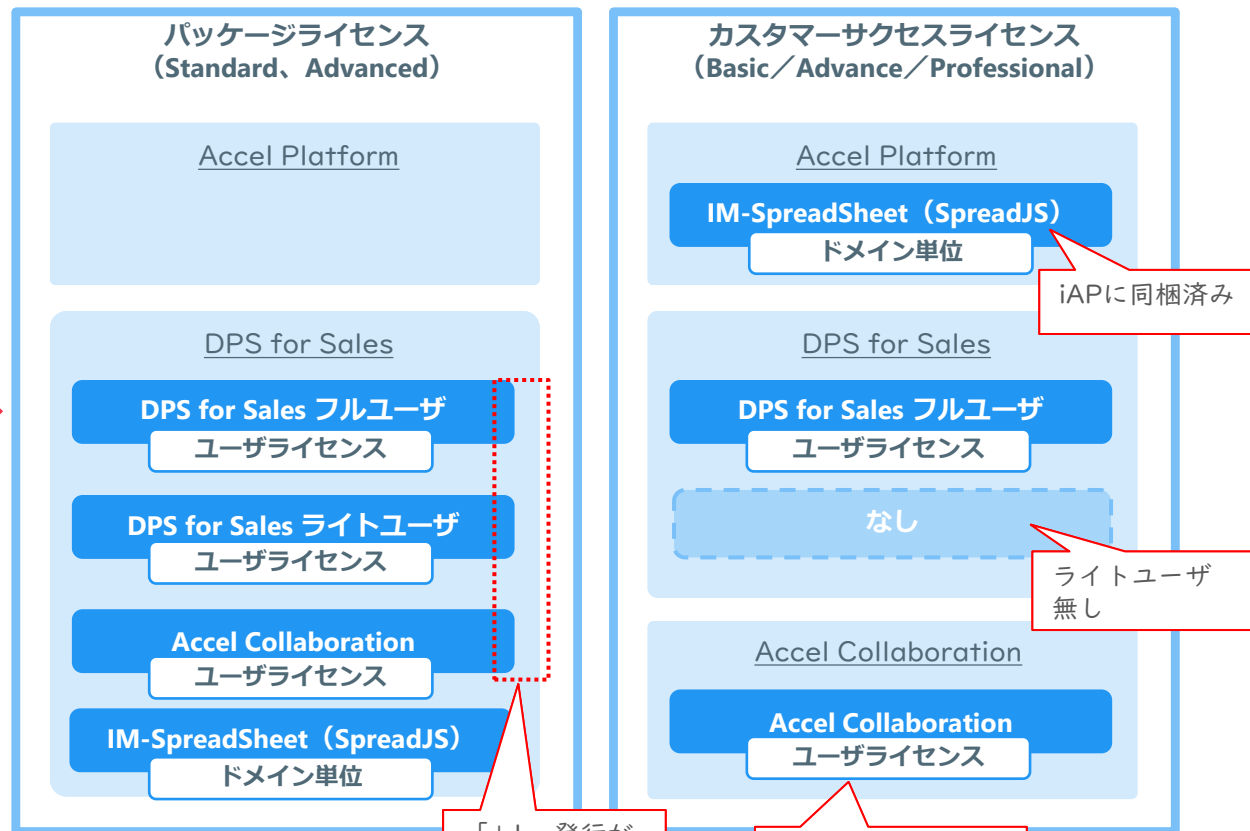 パッケージライセンス
（Standard、Advanced）
Accel Platform
DPS for Sales
DPS for Sales フルユーザ
ユーザライセンス
DPS for Sales ライトユーザ
ユーザライセンス
Accel Collaboration
ユーザライセンス
IM-SpreadSheet（SpreadJS）
ドメイン単位
カスタマーサクセスライセンス
（Basic／Advance／Professional）
Accel Platform
IM-SpreadSheet（SpreadJS）
ドメイン単位
iAPに同梱済み
DPS for Sales
DPS for Sales フルユーザ
ユーザライセンス
なし
ライトユーザ
無し
Accel Collaboration
Accel Collaboration
ユーザライセンス